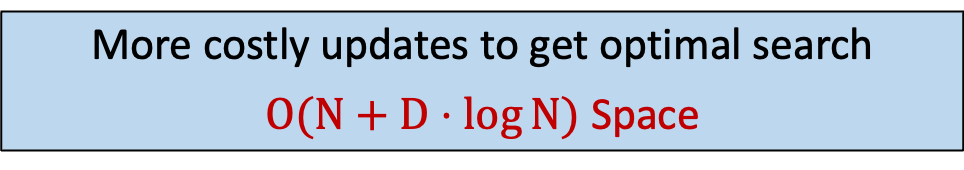 More costly updates to get optimal search
O(N + D · log N) Space